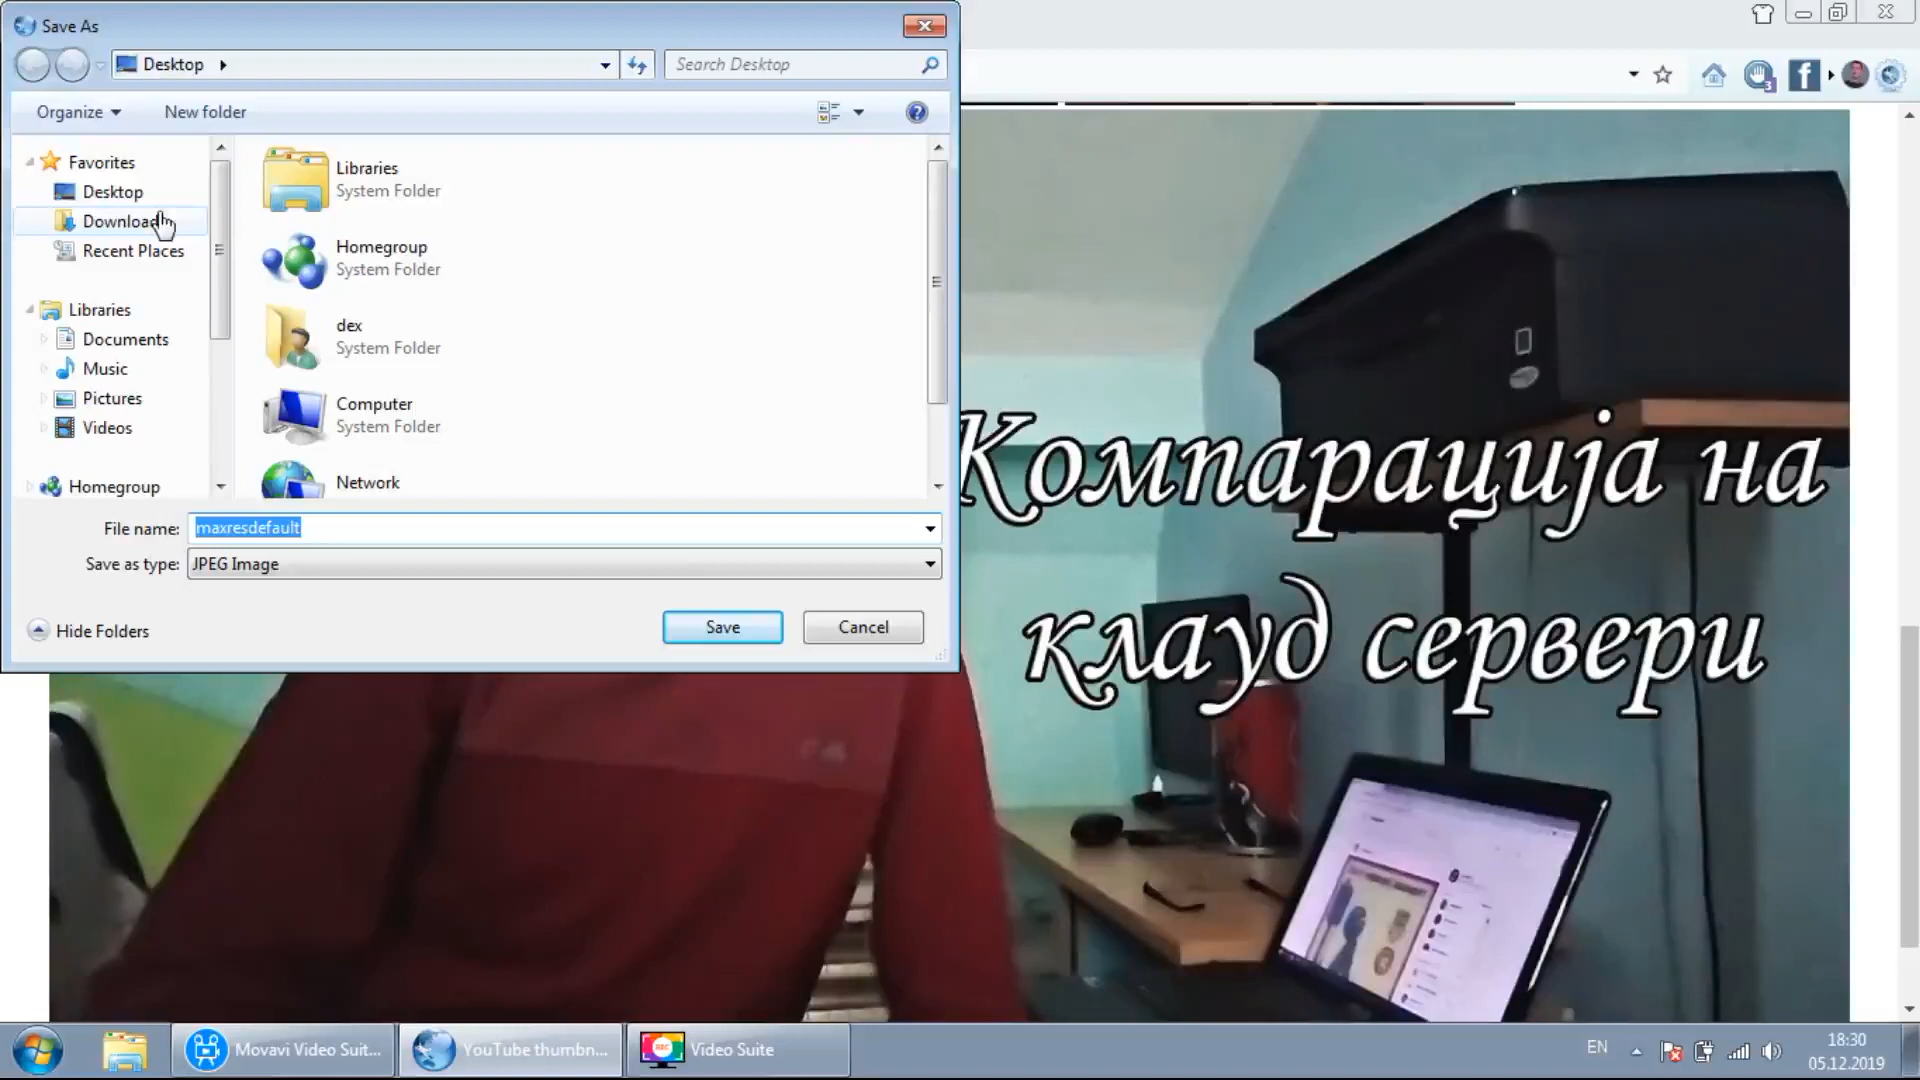 Save As
Desktop
Search Desktop
Organize
New folder
Favorites
Desktop
Download
Recent Places
Libraries
Documents
Music
Pictures
Videos
Homegroup
Libraries
System Folder
Homegroup
System Folder
dex
System Folder
Computer
System Folder
Network
File name:
maxresdefault
Save as type:
JPEG Image
Hide Folders
Save
Cancel
3
Компарација на
клауд сервери
Movavi Video Suit...
YouTube thumbn...
REC
Video Suite
EN
18:30
05.12.2019